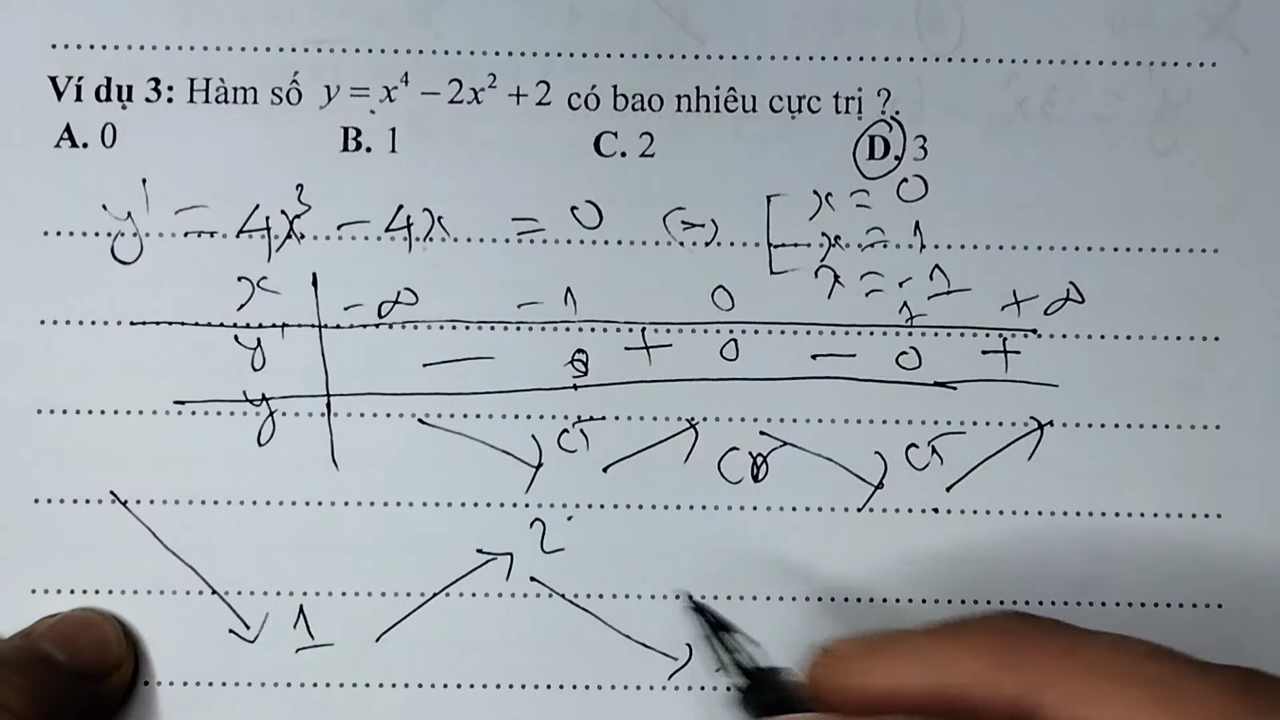 Ví dụ 3: Hàm số y = x⁴ − 2x² + 2 có bao nhiêu cực trị ?.
A. 0 B. 1 C. 2 D. 3
y' = 4x³ − 4x = 0 (=) [ x = 0
x = 1
x = -1
x -∞ -1 0 1 +∞
y' − 0 + 0 − 0 +
y
CT CĐ CT
2
1